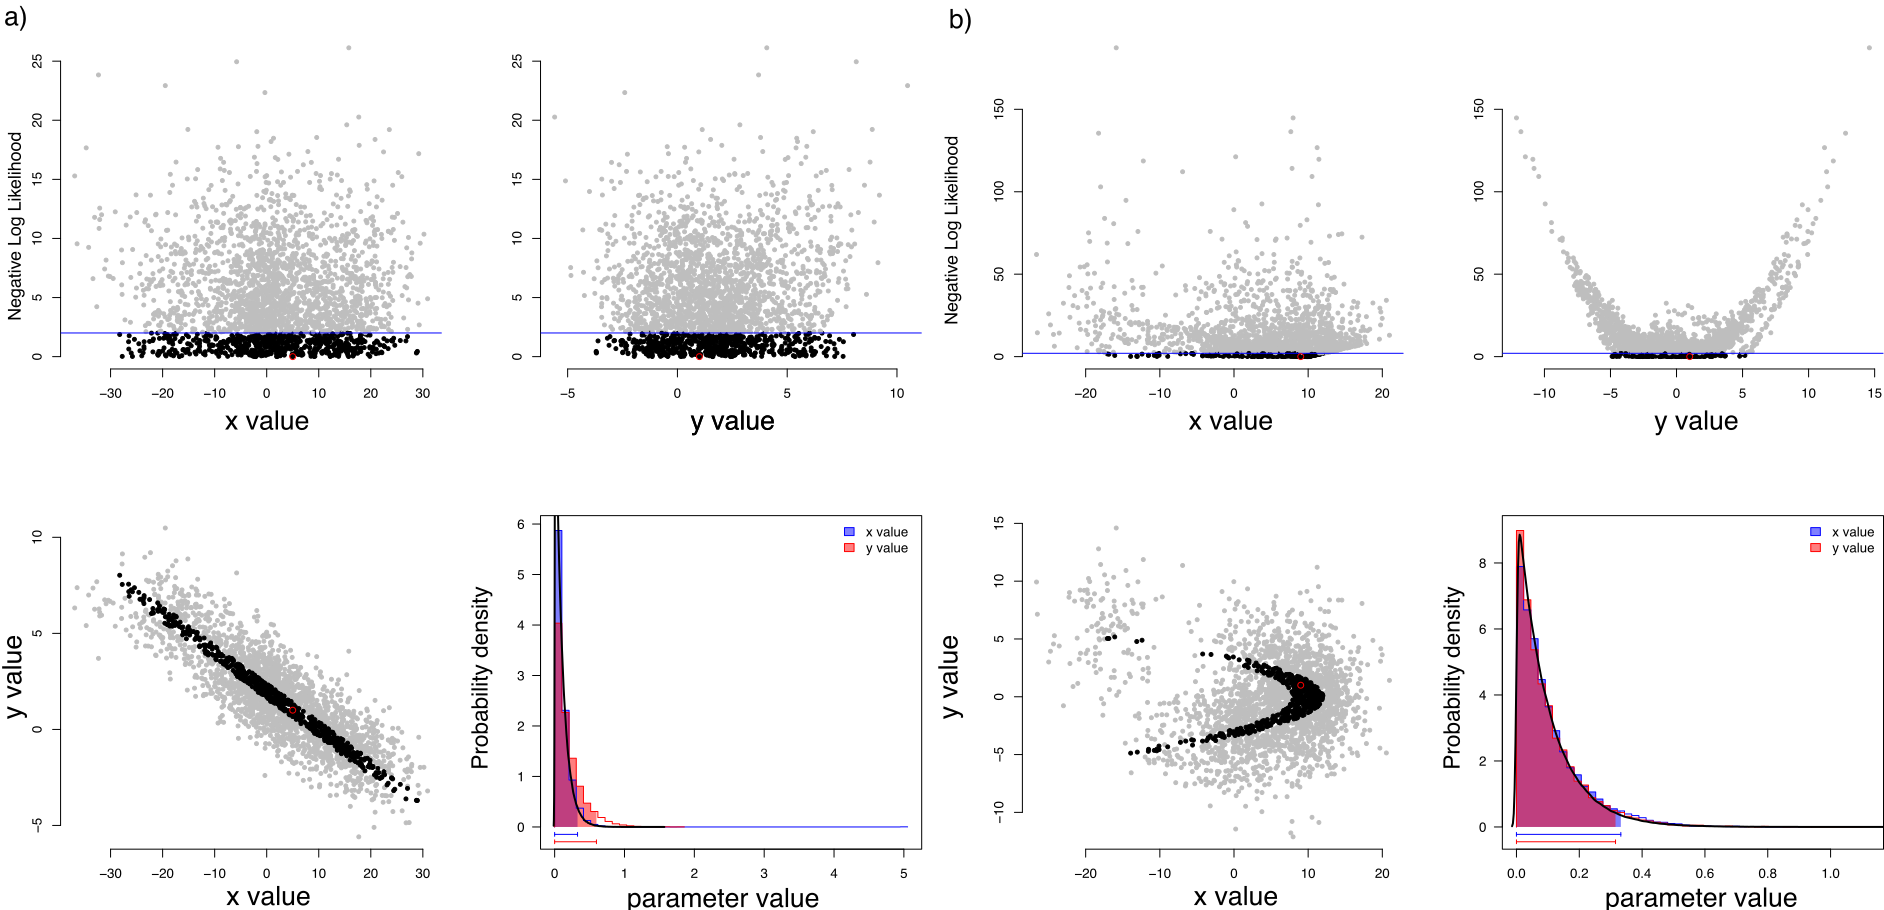 a)
b)
Negative Log Likelihood
0 5 10 15 20 25
−30 −20 −10 0 10 20 30
x value
0 5 10 15 20 25
−5 0 5 10
y value
Negative Log Likelihood
0 50 100 150
−20 −10 0 10 20
x value
0 50 100 150
−10 −5 0 5 10 15
y value
y value
−5 0 5 10
−30 −20 −10 0 10 20 30
x value
Probability density
0 1 2 3 4 5 6
x value
y value
0 1 2 3 4 5
parameter value
y value
−10 −5 0 5 10 15
−20 −10 0 10 20
x value
Probability density
0 2 4 6 8
x value
y value
0.0 0.2 0.4 0.6 0.8 1.0
parameter value